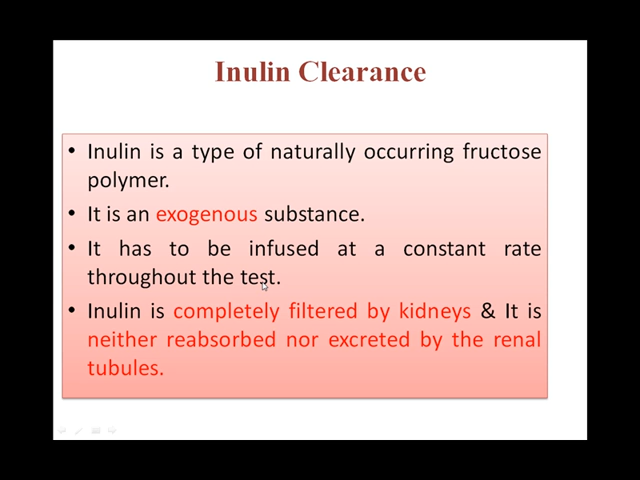 Inulin Clearance
• Inulin is a type of naturally occurring fructose
polymer.
• It is an exogenous substance.
• It has to be infused at a constant rate
throughout the test.
• Inulin is completely filtered by kidneys & It is
neither reabsorbed nor excreted by the renal
tubules.